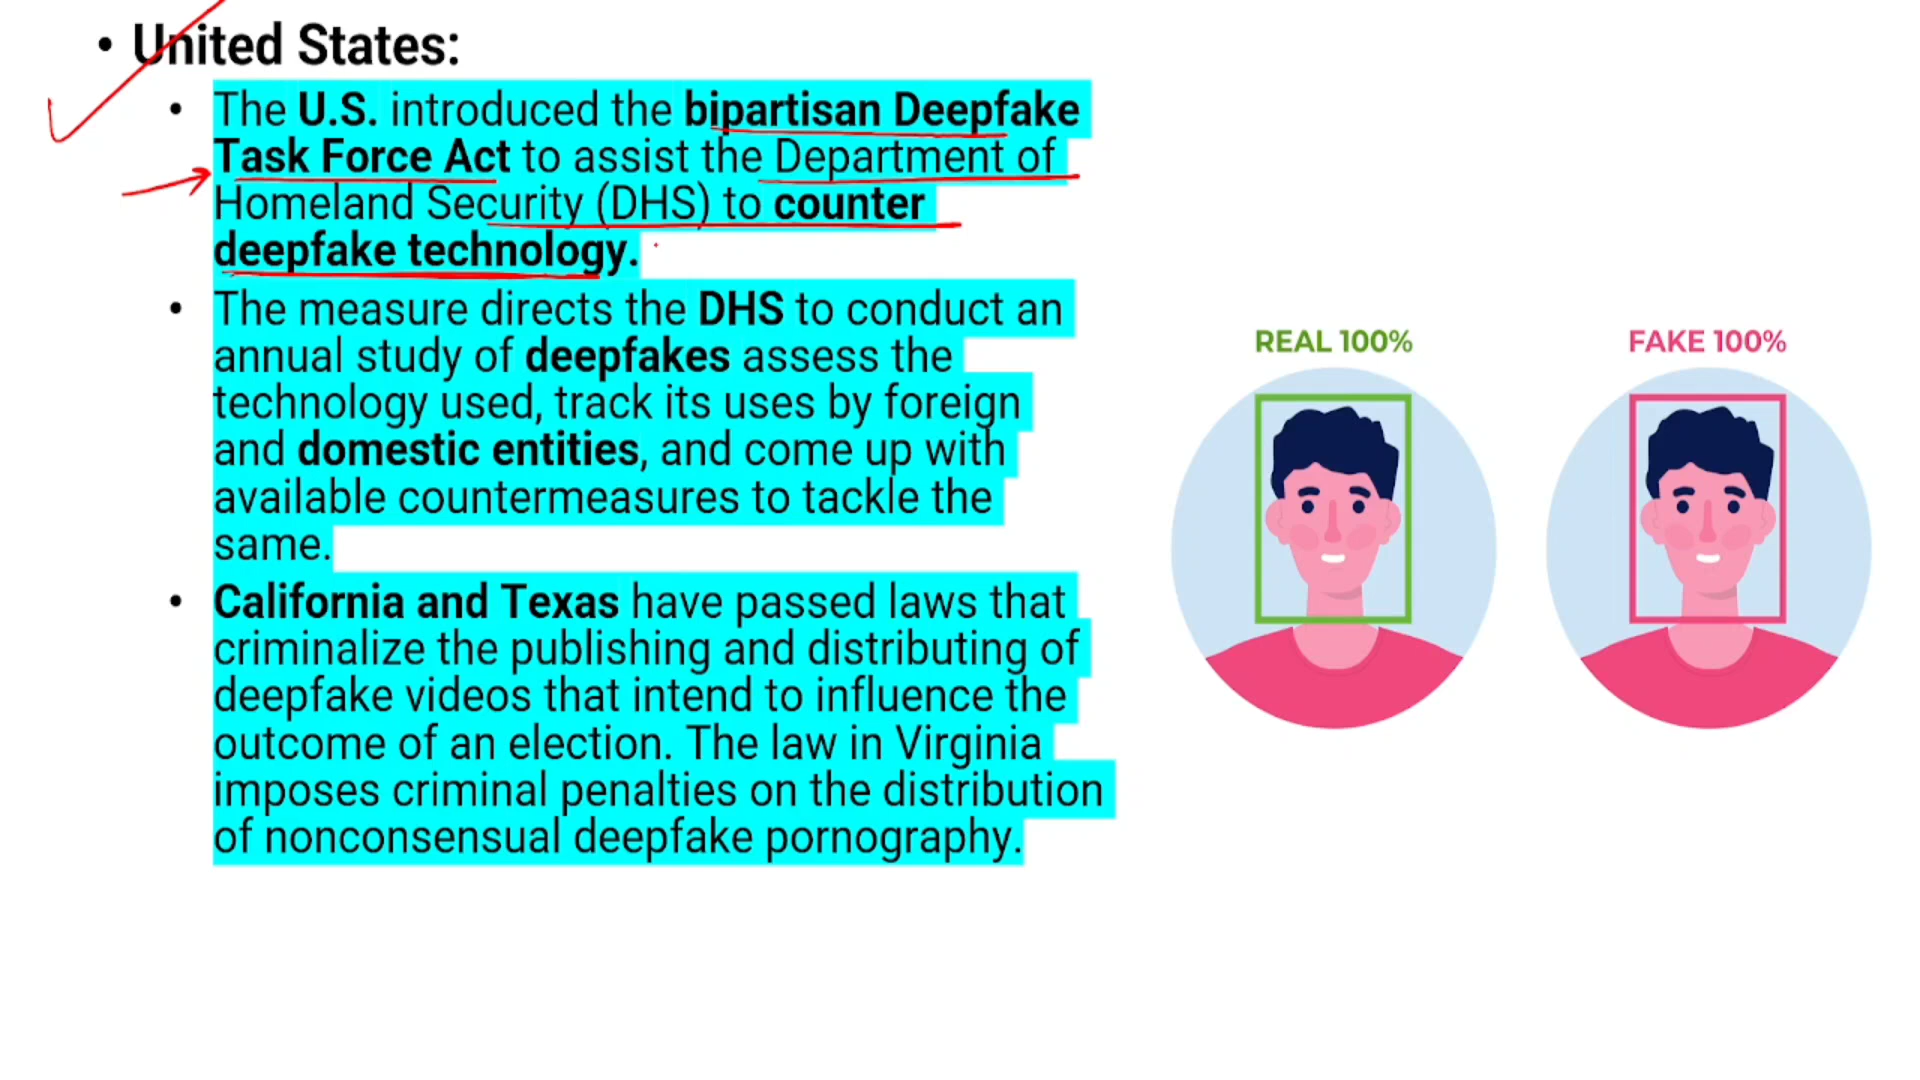 • United States:
• The U.S. introduced the bipartisan Deepfake
Task Force Act to assist the Department of
Homeland Security (DHS) to counter
deepfake technology.
• The measure directs the DHS to conduct an
annual study of deepfakes assess the
technology used, track its uses by foreign
and domestic entities, and come up with
available countermeasures to tackle the
same.
• California and Texas have passed laws that
criminalize the publishing and distributing of
deepfake videos that intend to influence the
outcome of an election. The law in Virginia
imposes criminal penalties on the distribution
of nonconsensual deepfake pornography.
REAL 100%
FAKE 100%